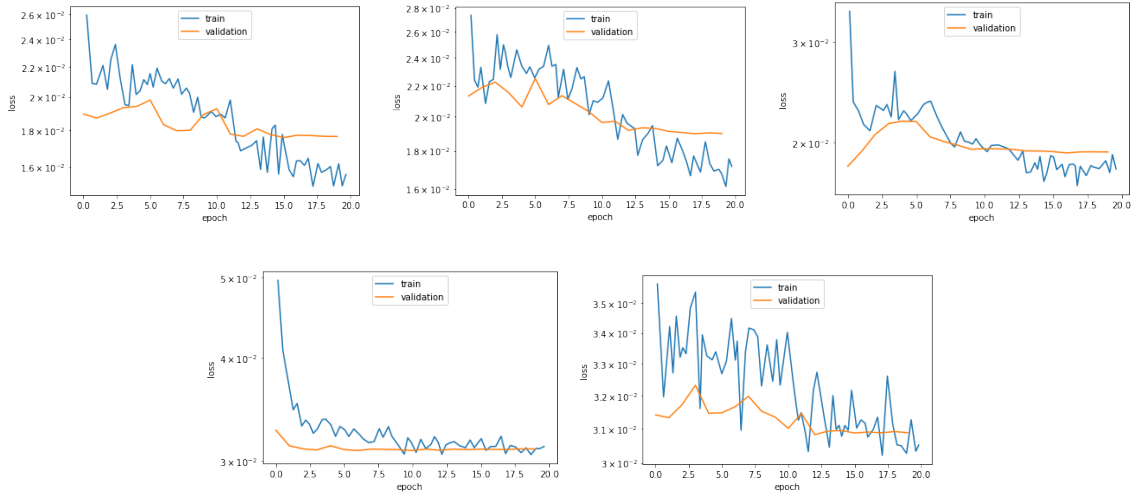 2.6 × 10⁻²
2.4 × 10⁻²
2.2 × 10⁻²
2 × 10⁻²
1.8 × 10⁻²
1.6 × 10⁻²
loss
train
validation
0.0 2.5 5.0 7.5 10.0 12.5 15.0 17.5 20.0
epoch
2.8 × 10⁻²
2.6 × 10⁻²
2.4 × 10⁻²
2.2 × 10⁻²
2 × 10⁻²
1.8 × 10⁻²
1.6 × 10⁻²
loss
train
validation
0.0 2.5 5.0 7.5 10.0 12.5 15.0 17.5 20.0
epoch
3 × 10⁻²
2 × 10⁻²
loss
train
validation
0.0 2.5 5.0 7.5 10.0 12.5 15.0 17.5 20.0
epoch
5 × 10⁻²
4 × 10⁻²
3 × 10⁻²
loss
train
validation
0.0 2.5 5.0 7.5 10.0 12.5 15.0 17.5 20.0
epoch
3.5 × 10⁻²
3.4 × 10⁻²
3.3 × 10⁻²
3.2 × 10⁻²
3.1 × 10⁻²
3 × 10⁻²
loss
train
validation
0.0 2.5 5.0 7.5 10.0 12.5 15.0 17.5 20.0
epoch